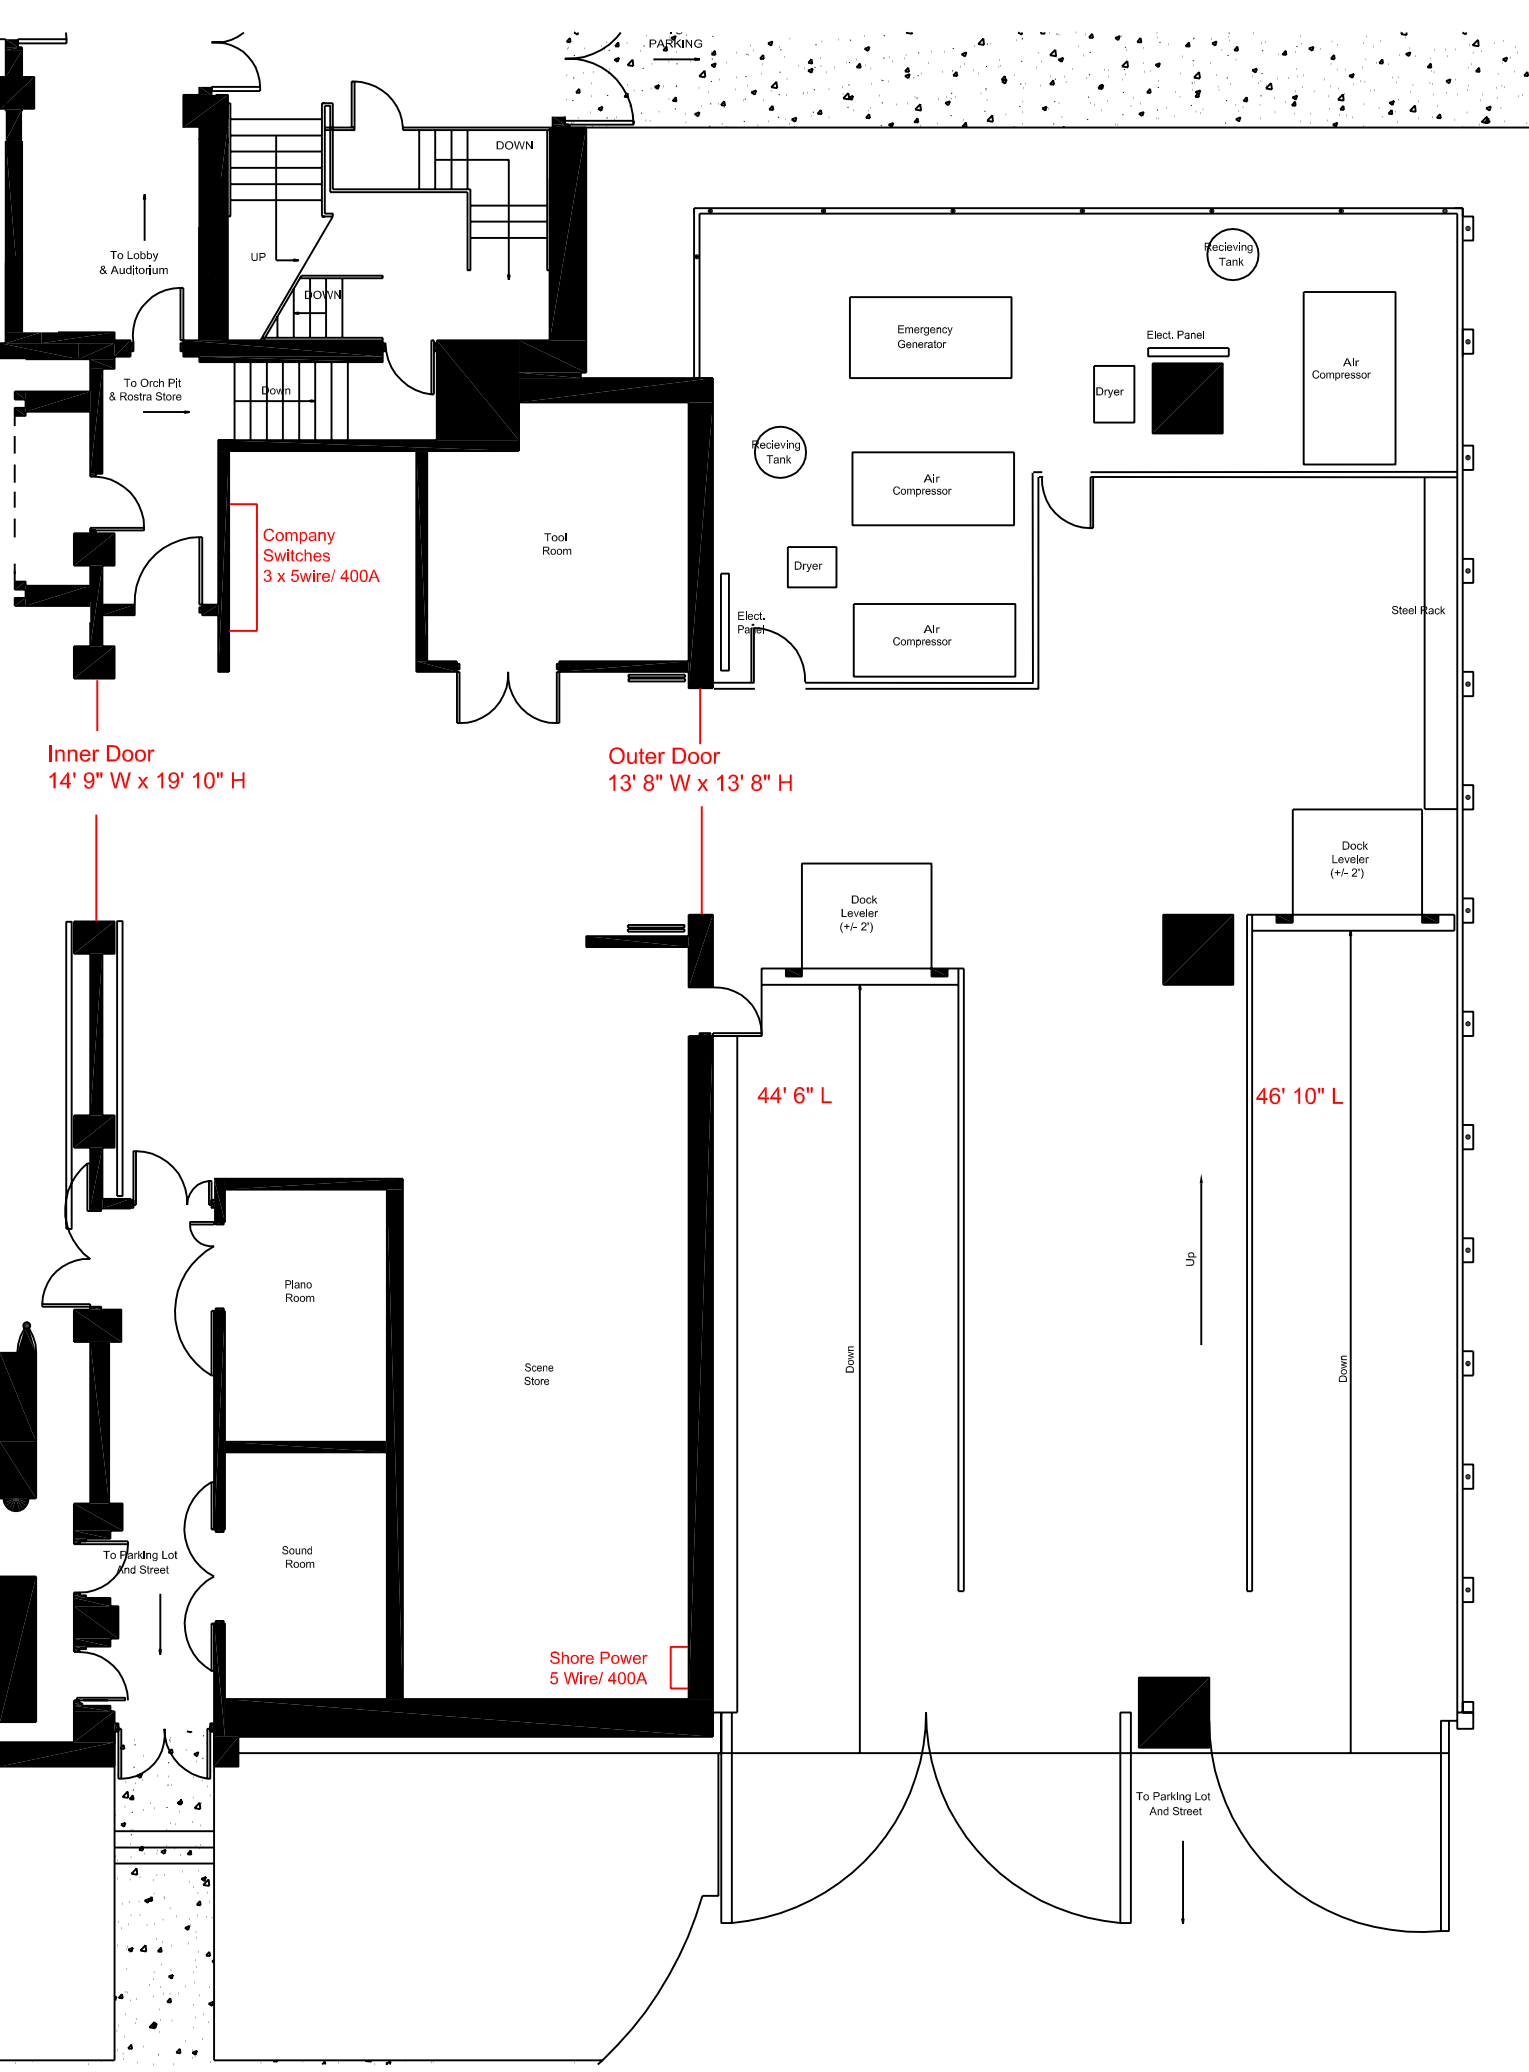 PARKING
DOWN
To Lobby
& Auditorium
UP
DOWN
Recieving
Tank
Emergency
Generator
Elect. Panel
Air
Compressor
To Orch Pit
& Rostra Store
Down
Dryer
Recieving
Tank
Air
Compressor
Company
Switches
3 x 5wire/ 400A
Tool
Room
Dryer
Elect.
Panel
Air
Compressor
Steel Rack
Inner Door
14' 9" W x 19' 10" H
Outer Door
13' 8" W x 13' 8" H
Dock
Leveler
(+/- 2')
Dock
Leveler
(+/- 2')
44' 6" L
46' 10" L
Up
Piano
Room
Scene
Store
Down
Down
Sound
Room
To Parking Lot
And Street
Shore Power
5 Wire/ 400A
To Parking Lot
And Street